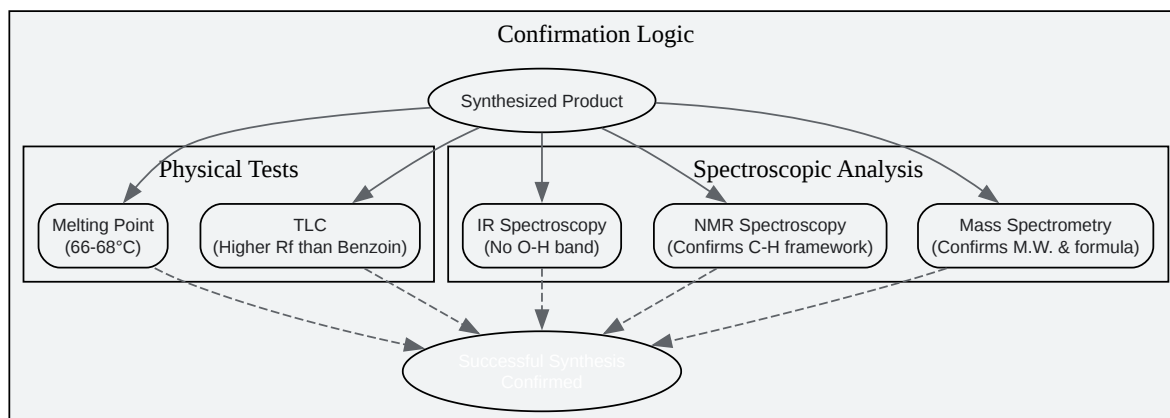 Confirmation Logic
Synthesized Product
Physical Tests
Spectroscopic Analysis
Melting Point
(66-68°C)
TLC
(Higher Rf than Benzoin)
IR Spectroscopy
(No O-H band)
NMR Spectroscopy
(Confirms C-H framework)
Mass Spectrometry
(Confirms M.W. & formula)
Successful Synthesis
Confirmed